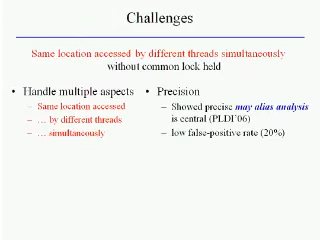 Challenges
Same location accessed by different threads simultaneously
without common lock held
• Handle multiple aspects
– Same location accessed
– … by different threads
– … simultaneously
• Precision
– Showed precise may alias analysis
is central (PLDI'06)
– low false-positive rate (20%)